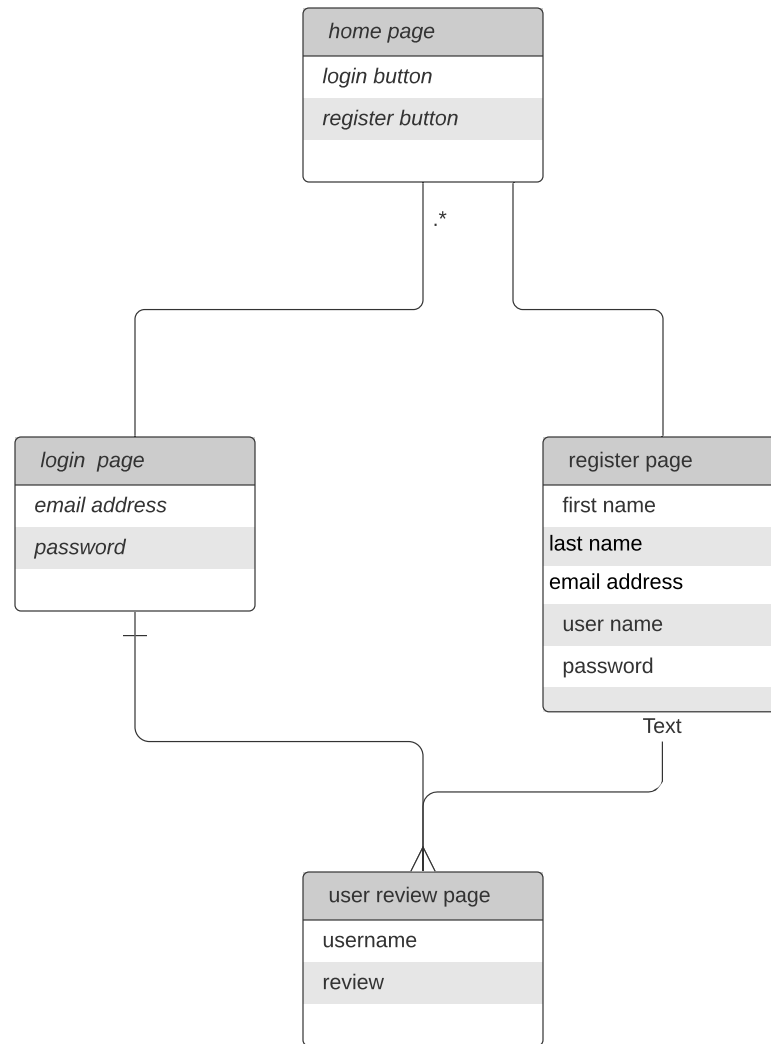 home page
login button
register button
.*
login  page
email address
password
register page
first name
last name
email address
user name
password
Text
user review page
username
review